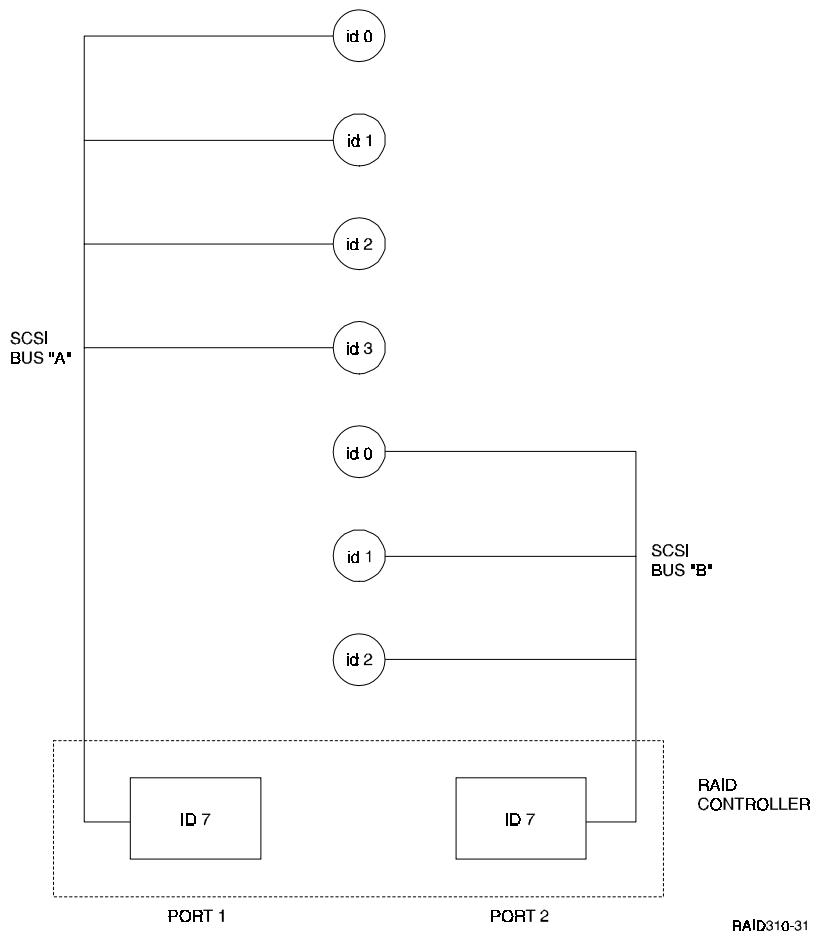 id 0
id 1
id 2
SCSI
BUS "A"
id 3
id 0
id 1
SCSI
BUS "B"
id 2
RAID
CONTROLLER
ID 7
ID 7
PORT 1
PORT 2
RAID310-31